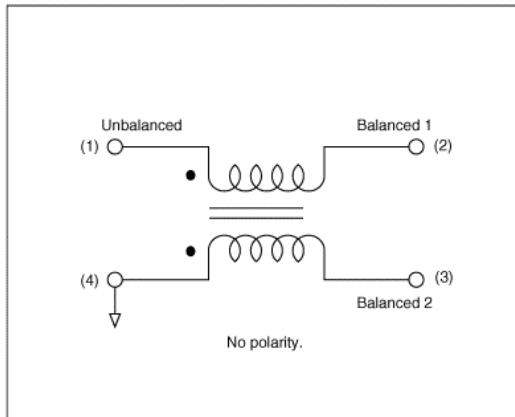 Unbalanced Balanced 1
(1) (2)
(4) (3)
Balanced 2
No polarity.